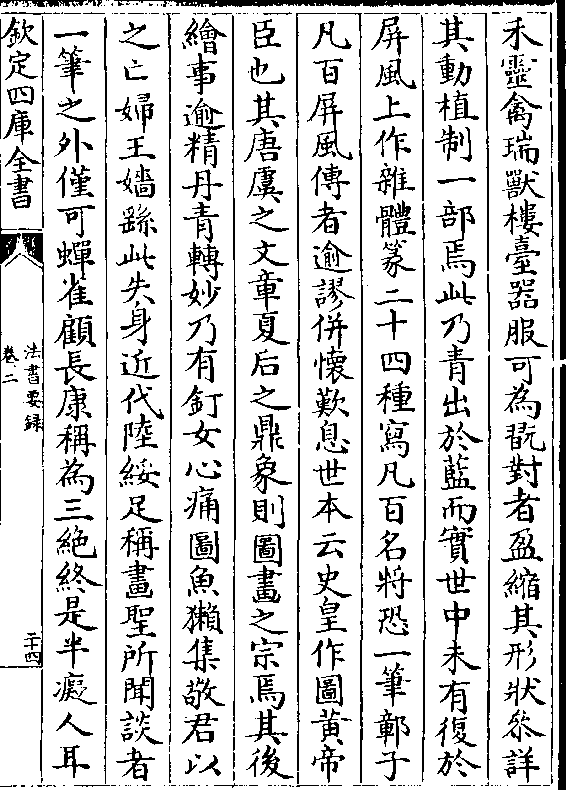 禾靈禽瑞獸樓臺器服可為翫對者盈縮其形狀叅詳
其動植制一部焉此乃青出於藍而實世中未有復於
屏風上作雜體篆二十四種寫凡百名將恐一筆鄣子
凡百屏風傳者逾謬併懷歎息世本云史皇作圖黄帝
臣也其唐虞之文章夏后之鼎象則圖畫之宗焉其後
繪事逾精丹青轉妙乃有釘女心痛圖魚獺集敬君以
之亡婦王嬙繇此失身近代陸綏足稱畫聖所聞談者
一筆之外僅可蟬雀顧長康稱為三絶終是半癡人耳
欽定四庫全書
法書要録
卷二
二十四